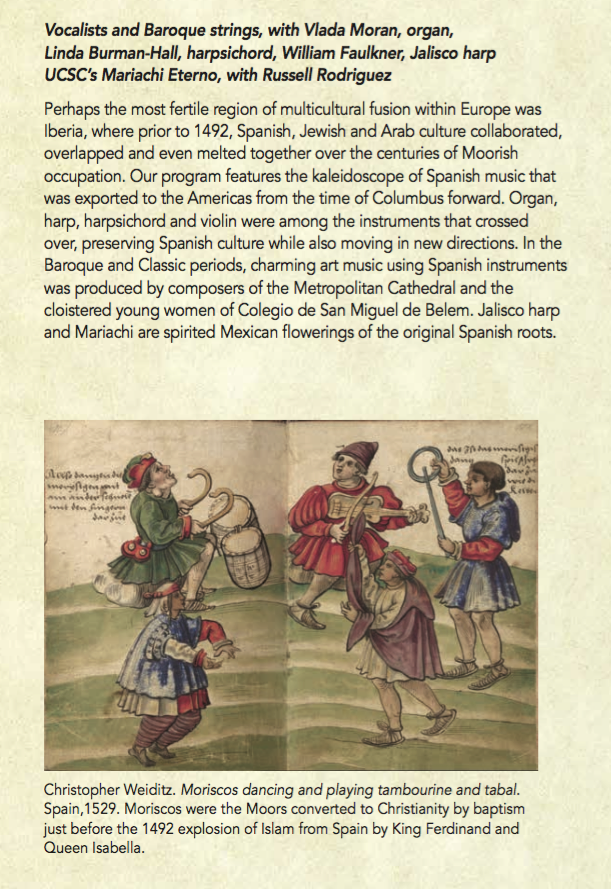 Vocalists and Baroque strings, with Vlada Moran, organ,
Linda Burman-Hall, harpsichord, William Faulkner, Jalisco harp
UCSC's Mariachi Eterno, with Russell Rodriguez
Perhaps the most fertile region of multicultural fusion within Europe was
Iberia, where prior to 1492, Spanish, Jewish and Arab culture collaborated,
overlapped and even melted together over the centuries of Moorish
occupation. Our program features the kaleidoscope of Spanish music that
was exported to the Americas from the time of Columbus forward. Organ,
harp, harpsichord and violin were among the instruments that crossed
over, preserving Spanish culture while also moving in new directions. In the
Baroque and Classic periods, charming art music using Spanish instruments
was produced by composers of the Metropolitan Cathedral and the
cloistered young women of Colegio de San Miguel de Belem. Jalisco harp
and Mariachi are spirited Mexican flowerings of the original Spanish roots.
Christopher Weiditz. Moriscos dancing and playing tambourine and tabal.
Spain,1529. Moriscos were the Moors converted to Christianity by baptism
just before the 1492 explosion of Islam from Spain by King Ferdinand and
Queen Isabella.